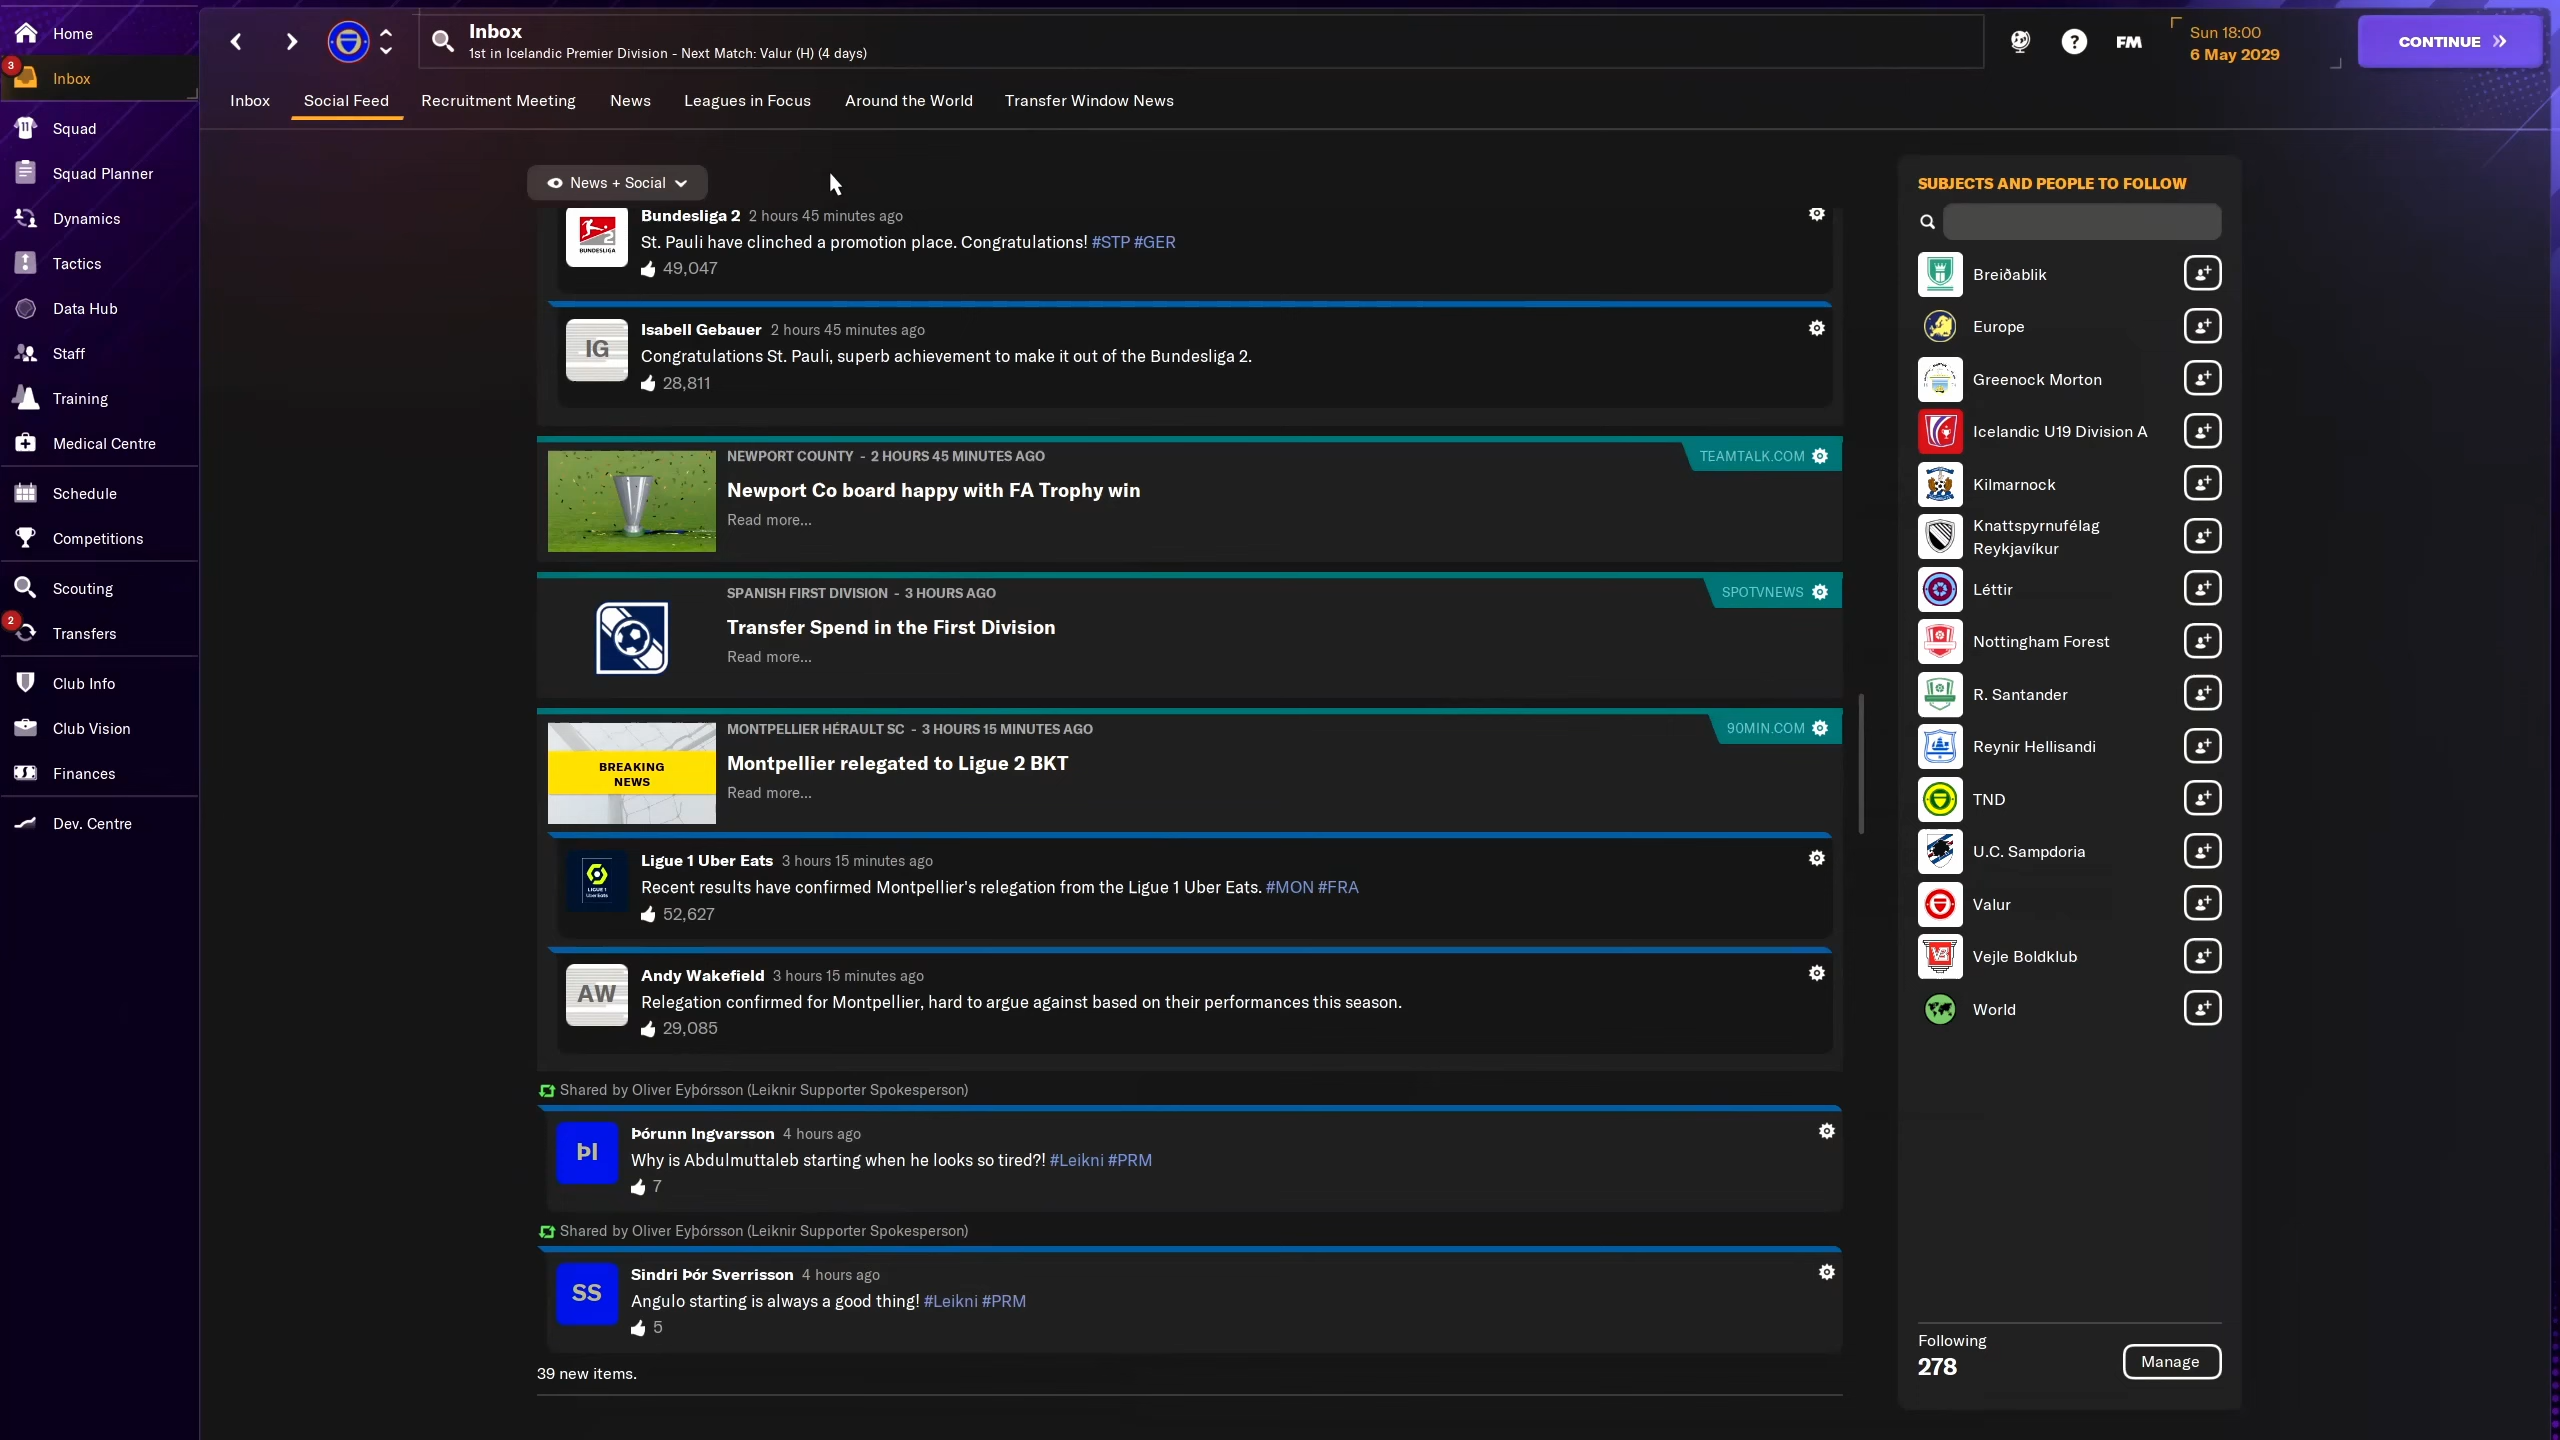 Home
3
Inbox
Squad
Squad Planner
Dynamics
Tactics
Data Hub
Staff
Training
Medical Centre
Schedule
Competitions
Scouting
2
Transfers
Club Info
Club Vision
Finances
Dev. Centre
Inbox
1st in Icelandic Premier Division - Next Match: Valur (H) (4 days)
?
FM
Sun 18:00
6 May 2029
CONTINUE
Inbox
Social Feed
Recruitment Meeting
News
Leagues in Focus
Around the World
Transfer Window News
News + Social
BUNDESLIGA
Bundesliga 2 2 hours 45 minutes ago
St. Pauli have clinched a promotion place. Congratulations! #STP #GER
49,047
IG
Isabell Gebauer 2 hours 45 minutes ago
Congratulations St. Pauli, superb achievement to make it out of the Bundesliga 2.
28,811
NEWPORT COUNTY - 2 HOURS 45 MINUTES AGO
TEAMTALK.COM
Newport Co board happy with FA Trophy win
Read more...
SPANISH FIRST DIVISION - 3 HOURS AGO
SPOTVNEWS
Transfer Spend in the First Division
Read more...
MONTPELLIER HÉRAULT SC - 3 HOURS 15 MINUTES AGO
90MIN.COM
BREAKING
NEWS
Montpellier relegated to Ligue 2 BKT
Read more...
LIGUE 1
Uber Eats
Ligue 1 Uber Eats 3 hours 15 minutes ago
Recent results have confirmed Montpellier's relegation from the Ligue 1 Uber Eats. #MON #FRA
52,627
AW
Andy Wakefield 3 hours 15 minutes ago
Relegation confirmed for Montpellier, hard to argue against based on their performances this season.
29,085
Shared by Oliver Eyþórsson (Leiknir Supporter Spokesperson)
ÞI
Þórunn Ingvarsson 4 hours ago
Why is Abdulmuttaleb starting when he looks so tired?! #Leikni #PRM
7
Shared by Oliver Eyþórsson (Leiknir Supporter Spokesperson)
SS
Sindri Þór Sverrisson 4 hours ago
Angulo starting is always a good thing! #Leikni #PRM
5
39 new items.
SUBJECTS AND PEOPLE TO FOLLOW
Breiðablik
Europe
Greenock Morton
Icelandic U19 Division A
Kilmarnock
Knattspyrnufélag
Reykjavíkur
Léttir
Nottingham Forest
R. Santander
Reynir Hellisandi
TND
U.C. Sampdoria
Valur
Vejle Boldklub
World
Following
278
Manage